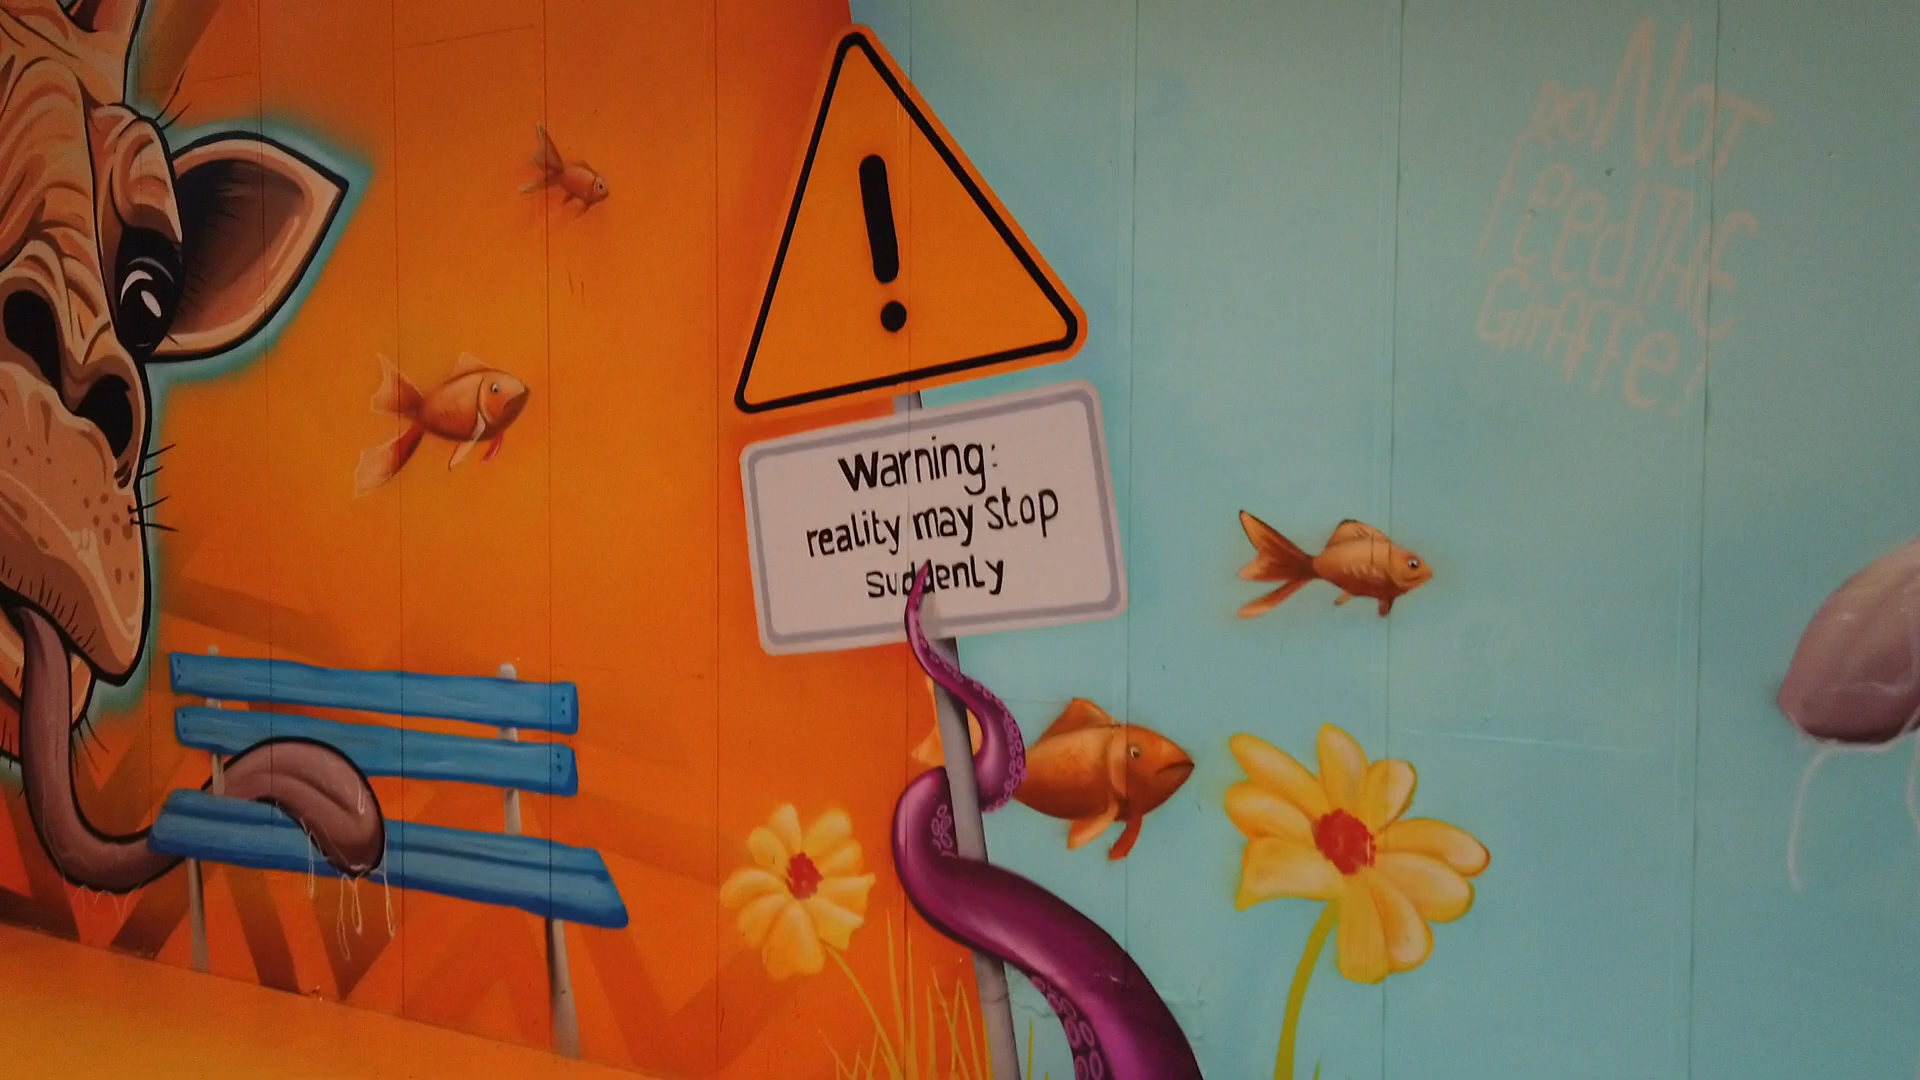 !
Warning:
reality may stop
suddenly
Do NOT
feed THE
GiRAffe!